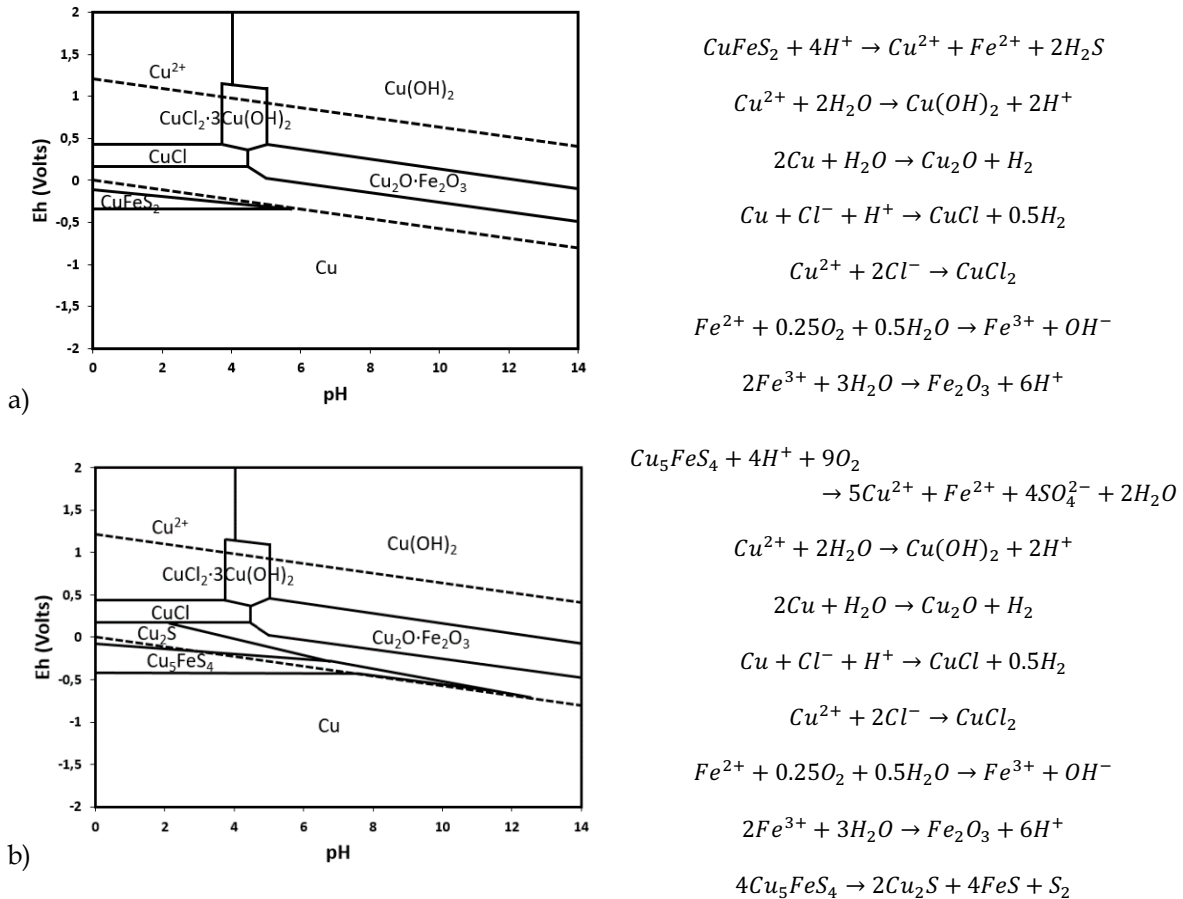 2
1,5
1
0,5
0
-0,5
-1
-1,5
-2
Eh (Volts)
Cu²⁺
Cu(OH)₂
CuCl₂·3Cu(OH)₂
CuCl
Cu₂O·Fe₂O₃
CuFeS₂
Cu
0 2 4 6 8 10 12 14
pH
a)
CuFeS₂ + 4H⁺ → Cu²⁺ + Fe²⁺ + 2H₂S
Cu²⁺ + 2H₂O → Cu(OH)₂ + 2H⁺
2Cu + H₂O → Cu₂O + H₂
Cu + Cl⁻ + H⁺ → CuCl + 0.5H₂
Cu²⁺ + 2Cl⁻ → CuCl₂
Fe²⁺ + 0.25O₂ + 0.5H₂O → Fe³⁺ + OH⁻
2Fe³⁺ + 3H₂O → Fe₂O₃ + 6H⁺
2
1,5
1
0,5
0
-0,5
-1
-1,5
-2
Eh (Volts)
Cu²⁺
Cu(OH)₂
CuCl₂·3Cu(OH)₂
CuCl
Cu₂S
Cu₂O·Fe₂O₃
Cu₅FeS₄
Cu
0 2 4 6 8 10 12 14
pH
b)
Cu₅FeS₄ + 4H⁺ + 9O₂
→ 5Cu²⁺ + Fe²⁺ + 4SO₄²⁻ + 2H₂O
Cu²⁺ + 2H₂O → Cu(OH)₂ + 2H⁺
2Cu + H₂O → Cu₂O + H₂
Cu + Cl⁻ + H⁺ → CuCl + 0.5H₂
Cu²⁺ + 2Cl⁻ → CuCl₂
Fe²⁺ + 0.25O₂ + 0.5H₂O → Fe³⁺ + OH⁻
2Fe³⁺ + 3H₂O → Fe₂O₃ + 6H⁺
4Cu₅FeS₄ → 2Cu₂S + 4FeS + S₂